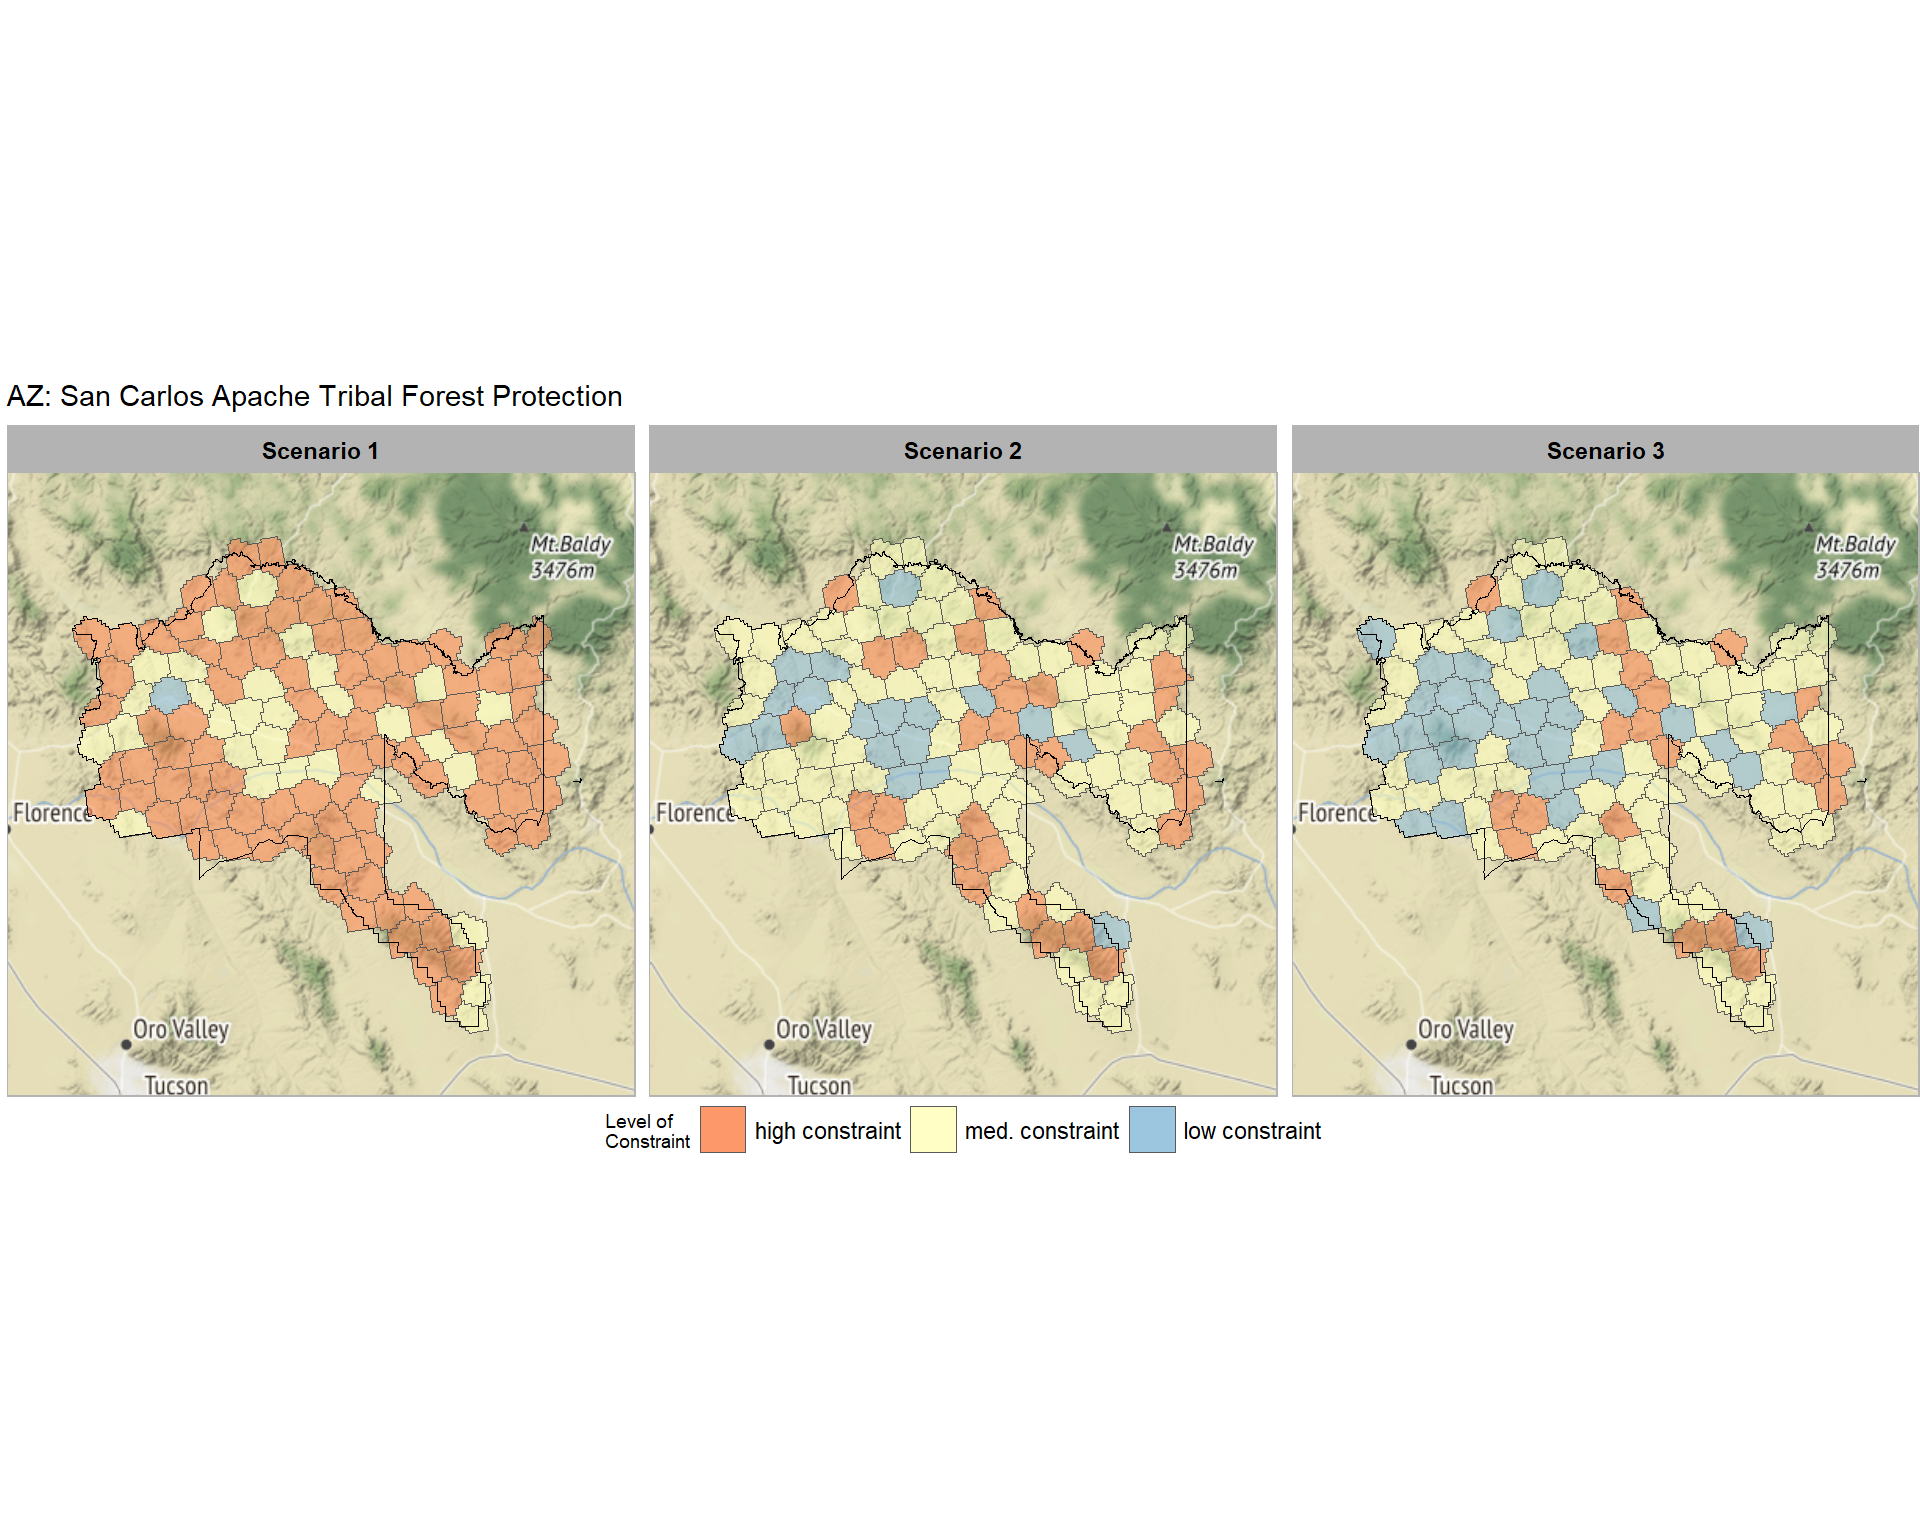 AZ: San Carlos Apache Tribal Forest Protection
Scenario 1
Scenario 2
Scenario 3
Mt.Baldy
3476m
Florence
Oro Valley
Tucson
Mt.Baldy
3476m
Florence
Oro Valley
Tucson
Mt.Baldy
3476m
Florence
Oro Valley
Tucson
Level of
Constraint
high constraint
med. constraint
low constraint